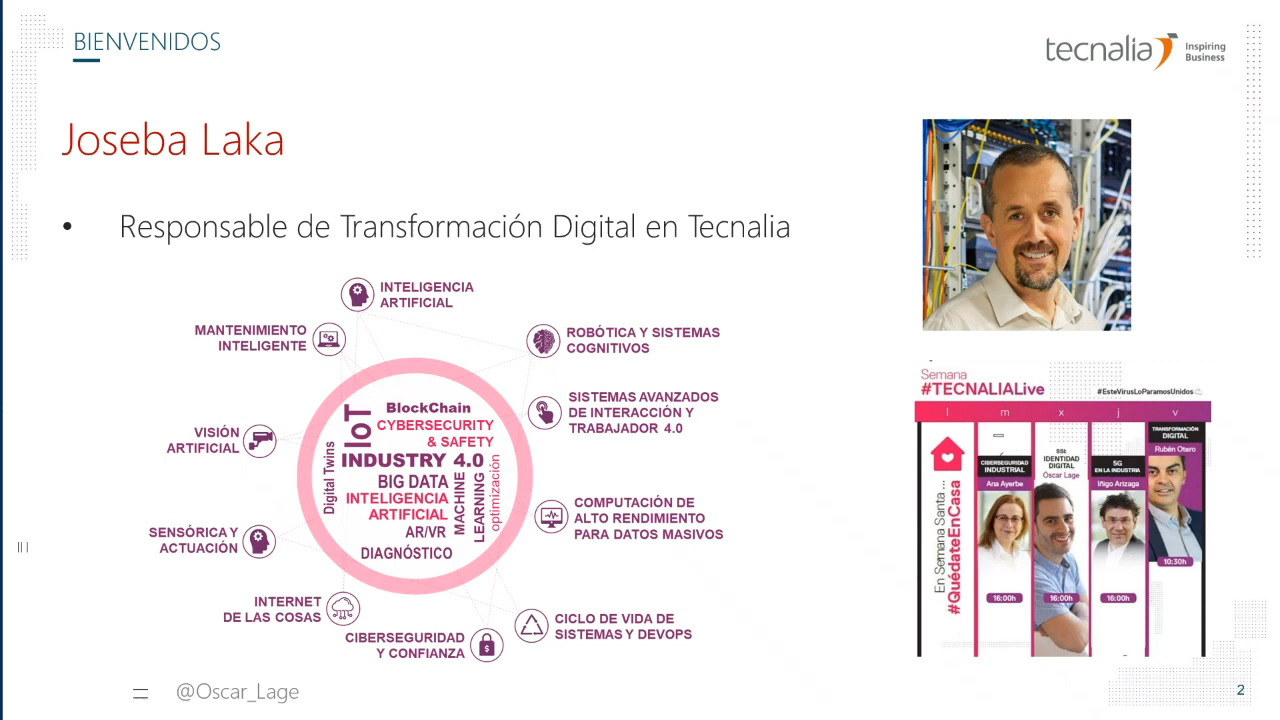 BIENVENIDOS
tecnalia Inspiring
Business
Joseba Laka
• Responsable de Transformación Digital en Tecnalia
INTELIGENCIA
ARTIFICIAL
MANTENIMIENTO
INTELIGENTE
ROBÓTICA Y SISTEMAS
COGNITIVOS
SISTEMAS AVANZADOS
DE INTERACCIÓN Y
TRABAJADOR 4.0
VISIÓN
ARTIFICIAL
IoT
BlockChain
CYBERSECURITY
& SAFETY
Digital Twins
INDUSTRY 4.0
BIG DATA
INTELIGENCIA
ARTIFICIAL
MACHINE
LEARNING
optimización
AR/VR
DIAGNÓSTICO
COMPUTACIÓN DE
ALTO RENDIMIENTO
PARA DATOS MASIVOS
SENSÓRICA Y
ACTUACIÓN
INTERNET
DE LAS COSAS
CIBERSEGURIDAD
Y CONFIANZA
CICLO DE VIDA DE
SISTEMAS Y DEVOPS
Semana
#TECNALIALive
#EsteVirusLoParamosUnidos
l m x j v
En Semana Santa ...
#QuédateEnCasa
CIBERSEGURIDAD
INDUSTRIAL
Ana Ayerbe
16:00h
SSI:
IDENTIDAD
DIGITAL
Oscar Lage
16:00h
5G
EN LA INDUSTRIA
Iñigo Arizaga
16:00h
TRANSFORMACIÓN
DIGITAL
Rubén Otero
10:30h
@Oscar_Lage
2